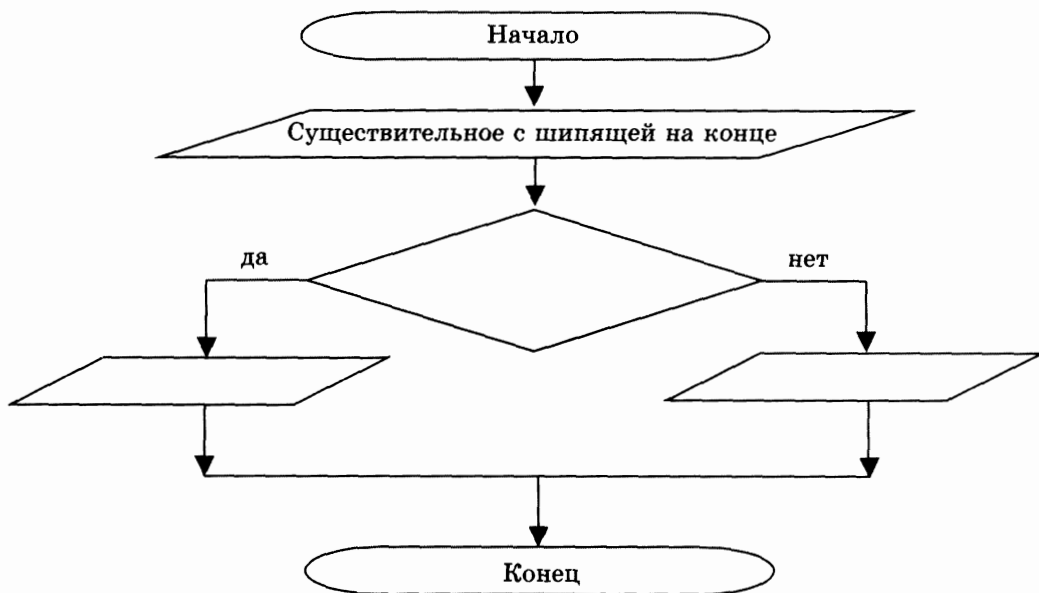 Начало
Существительное с шипящей на конце
да
нет
Конец